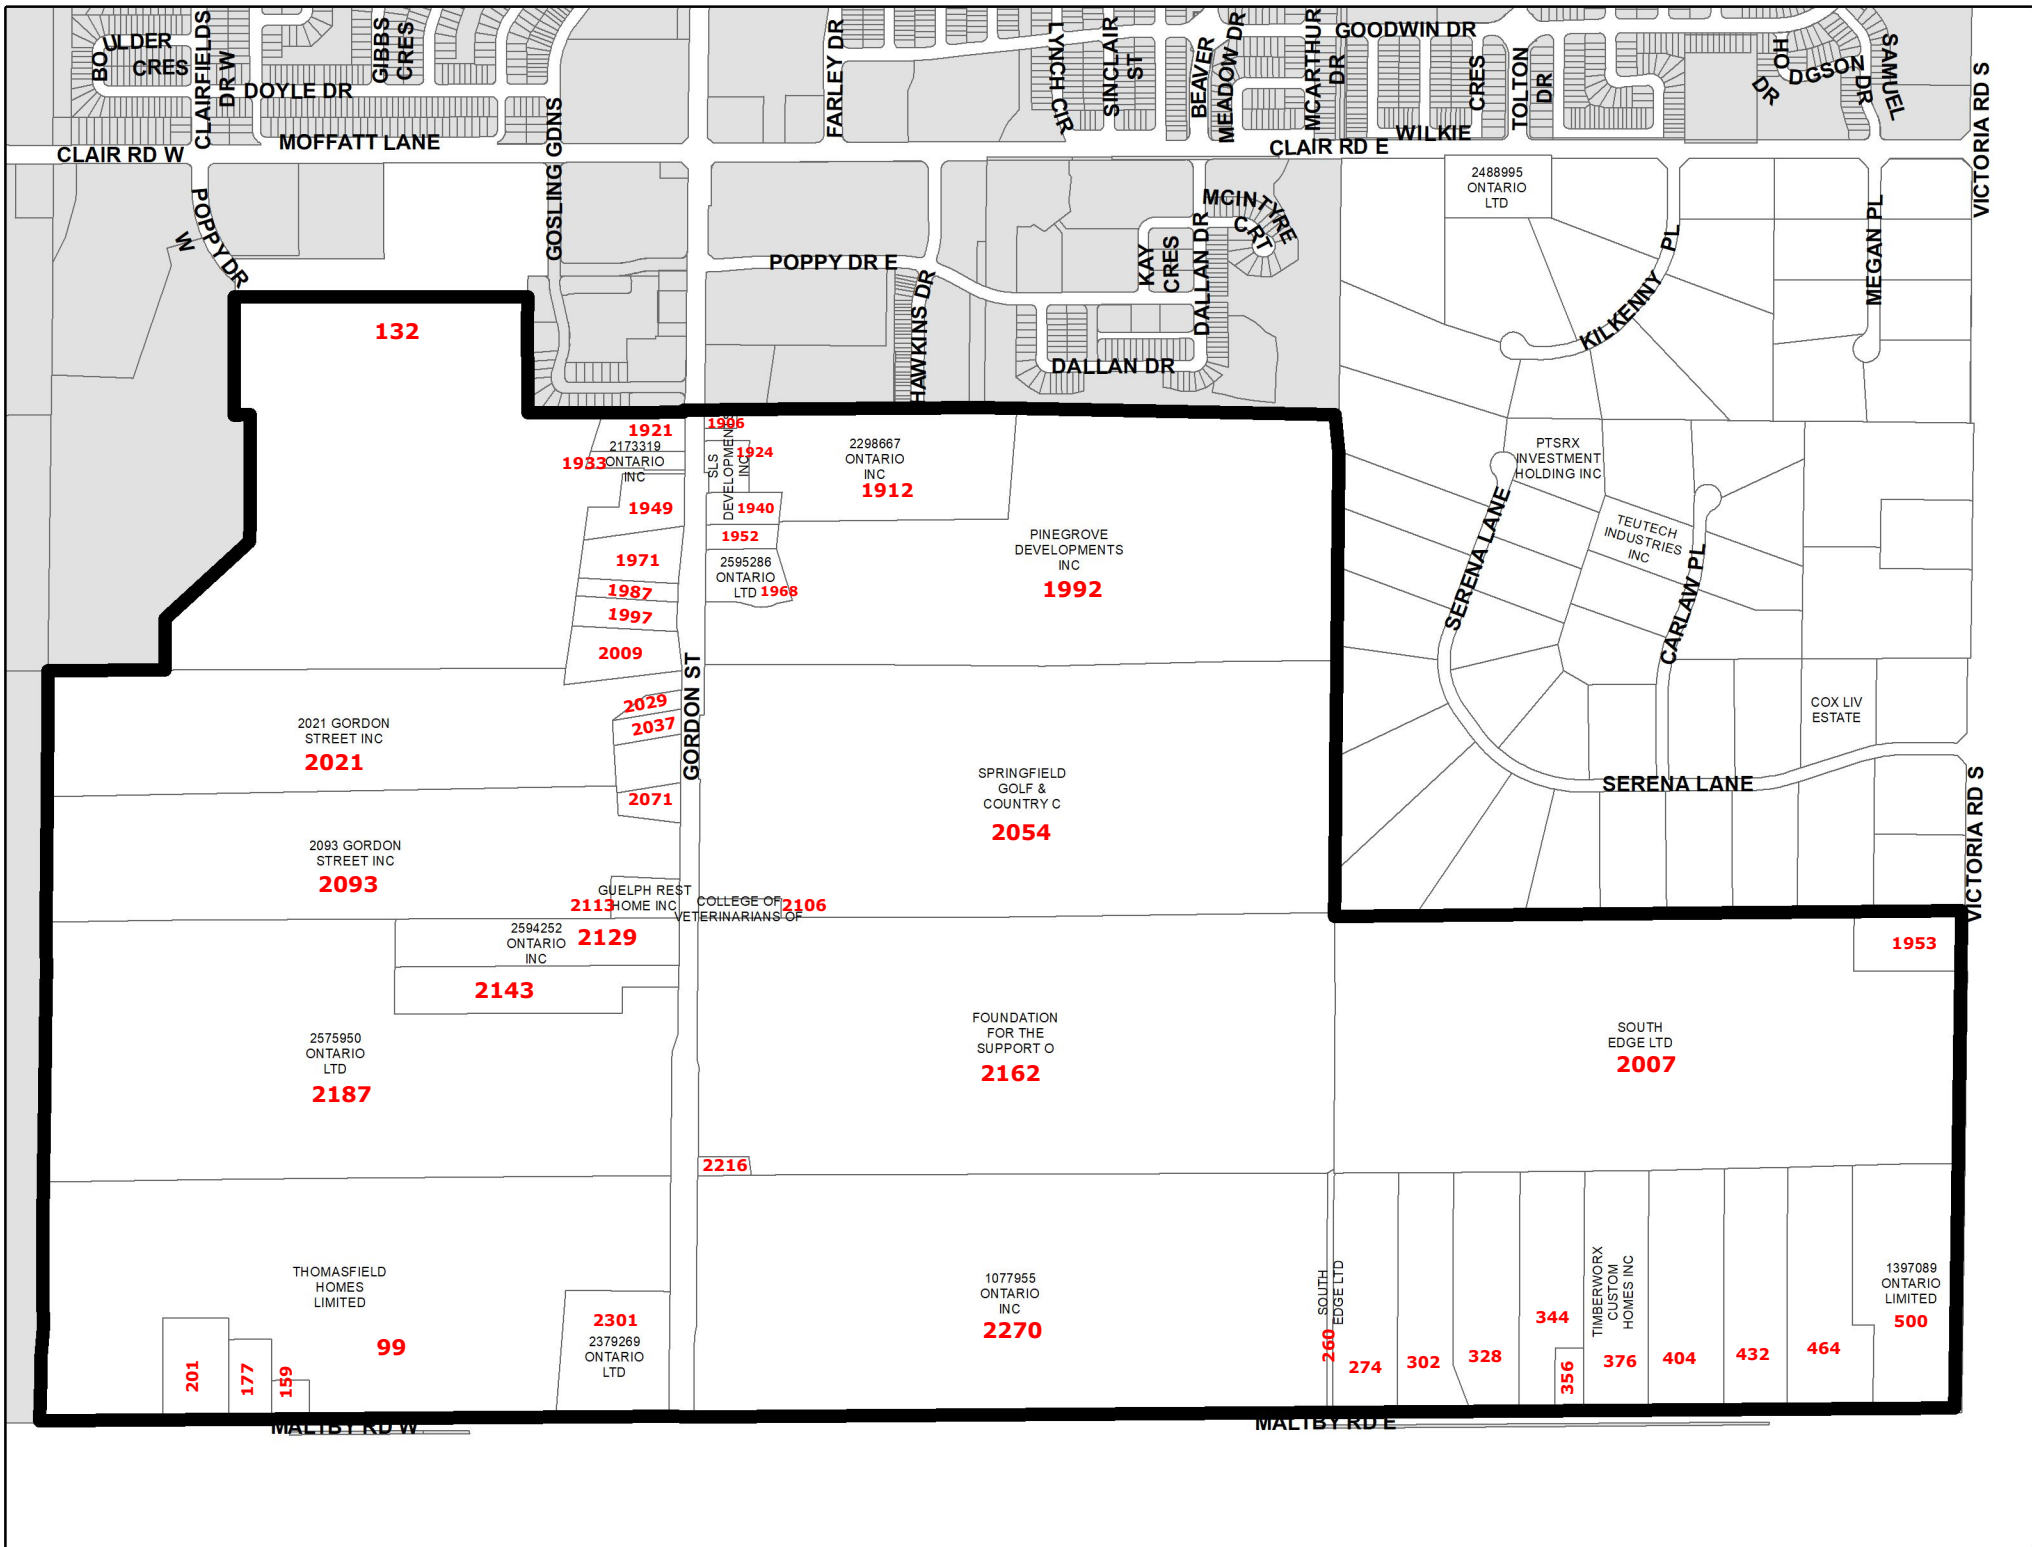 BOULDER
CRES
CLAIRFIELDS
DR W
GIBBS
CRES
DOYLE DR
MOFFATT LANE
CLAIR RD W
GOSLING GDNS
FARLEY DR
LYNCH CIR
SINCLAIR
ST
BEAVER
MEADOW DR
MCARTHUR
DR
GOODWIN DR
CRES
WILKIE
TOLTON
DR
HODGSON
DR
DR
SAMUEL
VICTORIA RD S
CLAIR RD E
POPPY DR
W
POPPY DR E
HAWKINS DR
KAY
CRES
DALLAN DR
MCINTYRE
CRT
DALLAN DR
2488995
ONTARIO
LTD
KILKENNY PL
MEGAN PL
132
1921
2173319
ONTARIO
INC
1933
1949
1971
1987
1997
2009
1906
SLS
DEVELOPMENTS
INC
1924
1940
1952
2595286
ONTARIO
LTD
1968
2298667
ONTARIO
INC
1912
PINEGROVE
DEVELOPMENTS
INC
1992
PTSRX
INVESTMENT
HOLDING INC
TEUTECH
INDUSTRIES
INC
SERENA LANE
CARLAW PL
COX LIV
ESTATE
SERENA LANE
VICTORIA RD S
GORDON ST
2021 GORDON
STREET INC
2021
2029
2037
2071
2093 GORDON
STREET INC
2093
SPRINGFIELD
GOLF &
COUNTRY C
2054
GUELPH REST
HOME INC
2113
COLLEGE OF
VETERINARIANS OF
2106
2594252
ONTARIO
INC
2129
2143
1953
2575950
ONTARIO
LTD
2187
FOUNDATION
FOR THE
SUPPORT O
2162
SOUTH
EDGE LTD
2007
2216
THOMASFIELD
HOMES
LIMITED
99
201
177
159
2301
2379269
ONTARIO
LTD
1077955
ONTARIO
INC
2270
SOUTH
EDGE LTD
260
274
302
328
344
356
TIMBERWORX
CUSTOM
HOMES INC
376
404
432
464
1397089
ONTARIO
LIMITED
500
MALTBY RD W
MALTBY RD E